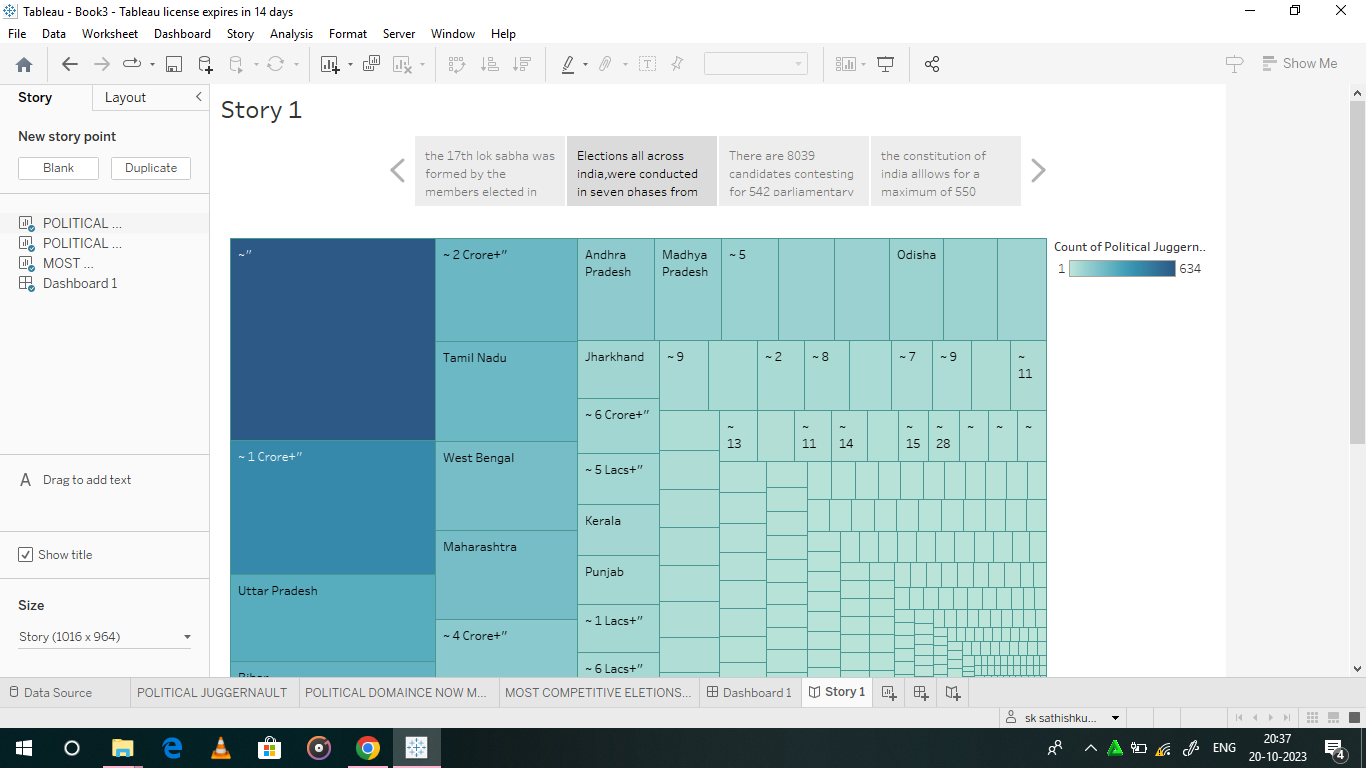 Tableau - Book3 - Tableau license expires in 14 days
File Data Worksheet Dashboard Story Analysis Format Server Window Help
Show Me
Story Layout
New story point
Blank Duplicate
POLITICAL ...
POLITICAL ...
MOST ...
Dashboard 1
A Drag to add text
Show title
Size
Story (1016 x 964)
Story 1
the 17th lok sabha was
formed by the
members elected in
Elections all across
india,were conducted
in seven phases from
There are 8039
candidates contesting
for 542 parliamentary
the constitution of
india alllows for a
maximum of 550
~"
~ 1 Crore+"
Uttar Pradesh
Bihar
~ 2 Crore+"
Tamil Nadu
West Bengal
Maharashtra
~ 4 Crore+"
Andhra
Pradesh
Madhya
Pradesh
~ 5
Odisha
Jharkhand
~ 9
~ 2
~ 8
~ 7
~ 9
~
11
~ 6 Crore+"
~
13
~
11
~
14
~
15
~
28
~
~
~
~ 5 Lacs+"
Kerala
Punjab
~ 1 Lacs+"
~ 6 Lacs+"
Count of Political Juggern..
1 634
Data Source POLITICAL JUGGERNAULT POLITICAL DOMAINCE NOW M... MOST COMPETITIVE ELETIONS... Dashboard 1 Story 1
sk sathishku...
ENG
20:37
20-10-2023
4